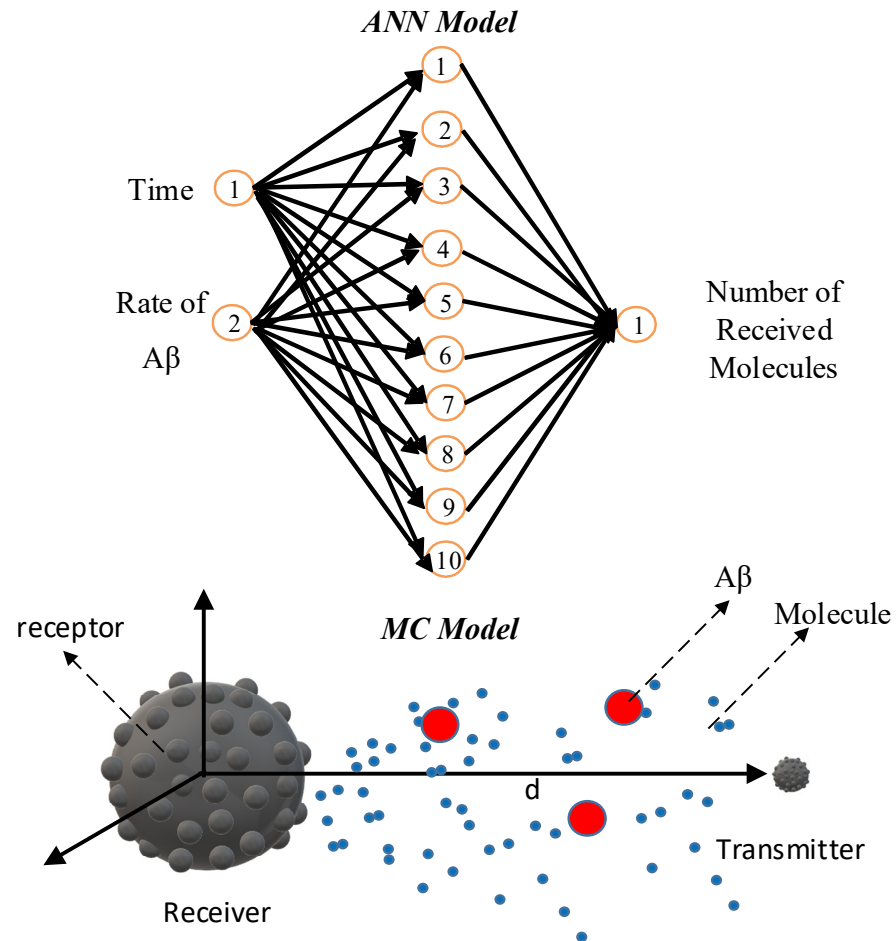 ANN Model
1
2
3
4
5
6
7
8
9
10
Time
1
Rate of
Aβ
2
1
Number of
Received
Molecules
MC Model
receptor
Aβ
Molecule
d
Transmitter
Receiver